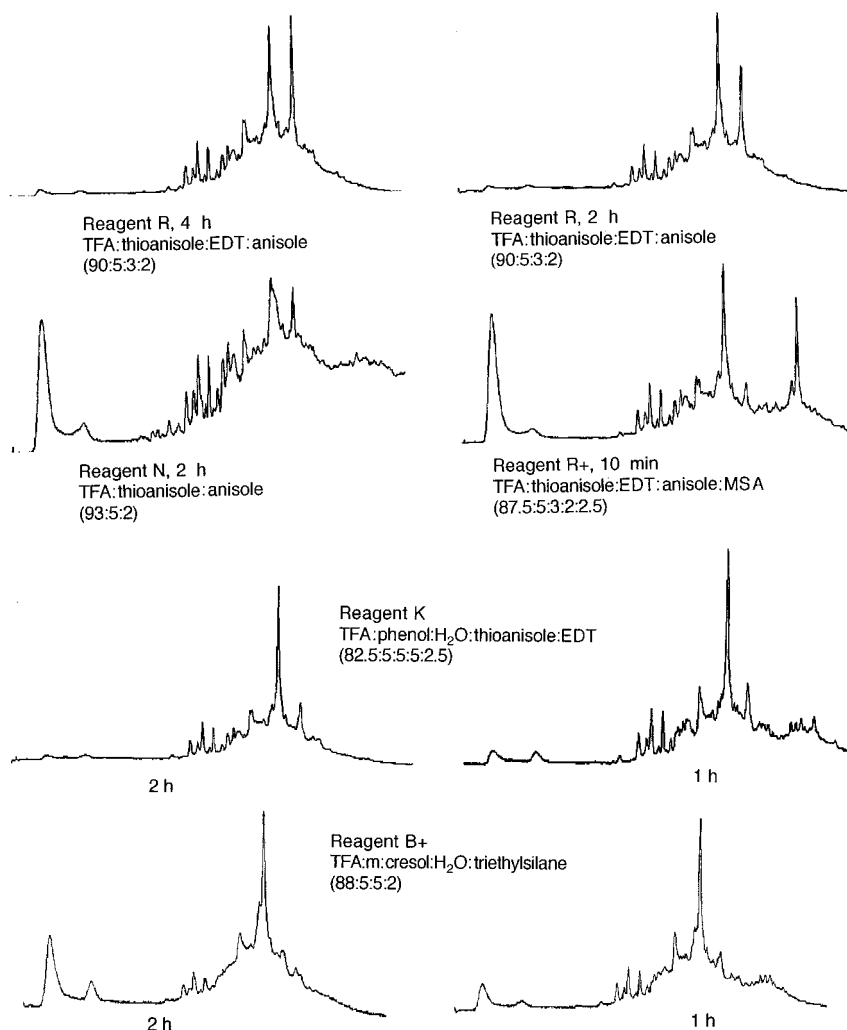 Reagent R, 4 h
TFA:thioanisole:EDT:anisole
(90:5:3:2)
Reagent R, 2 h
TFA:thioanisole:EDT:anisole
(90:5:3:2)
Reagent N, 2 h
TFA:thioanisole:anisole
(93:5:2)
Reagent R+, 10 min
TFA:thioanisole:EDT:anisole:MSA
(87.5:5:3:2:2.5)
Reagent K
TFA:phenol:H₂O:thioanisole:EDT
(82.5:5:5:5:2.5)
2 h
1 h
Reagent B+
TFA:m:cresol:H₂O:triethylsilane
(88:5:5:2)
2 h
1 h